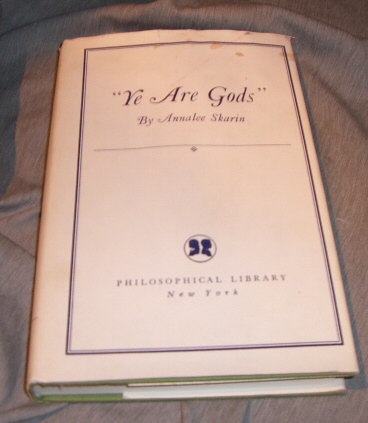 "Ye Are Gods"
By Annalee Skarin
PHILOSOPHICAL LIBRARY
New York